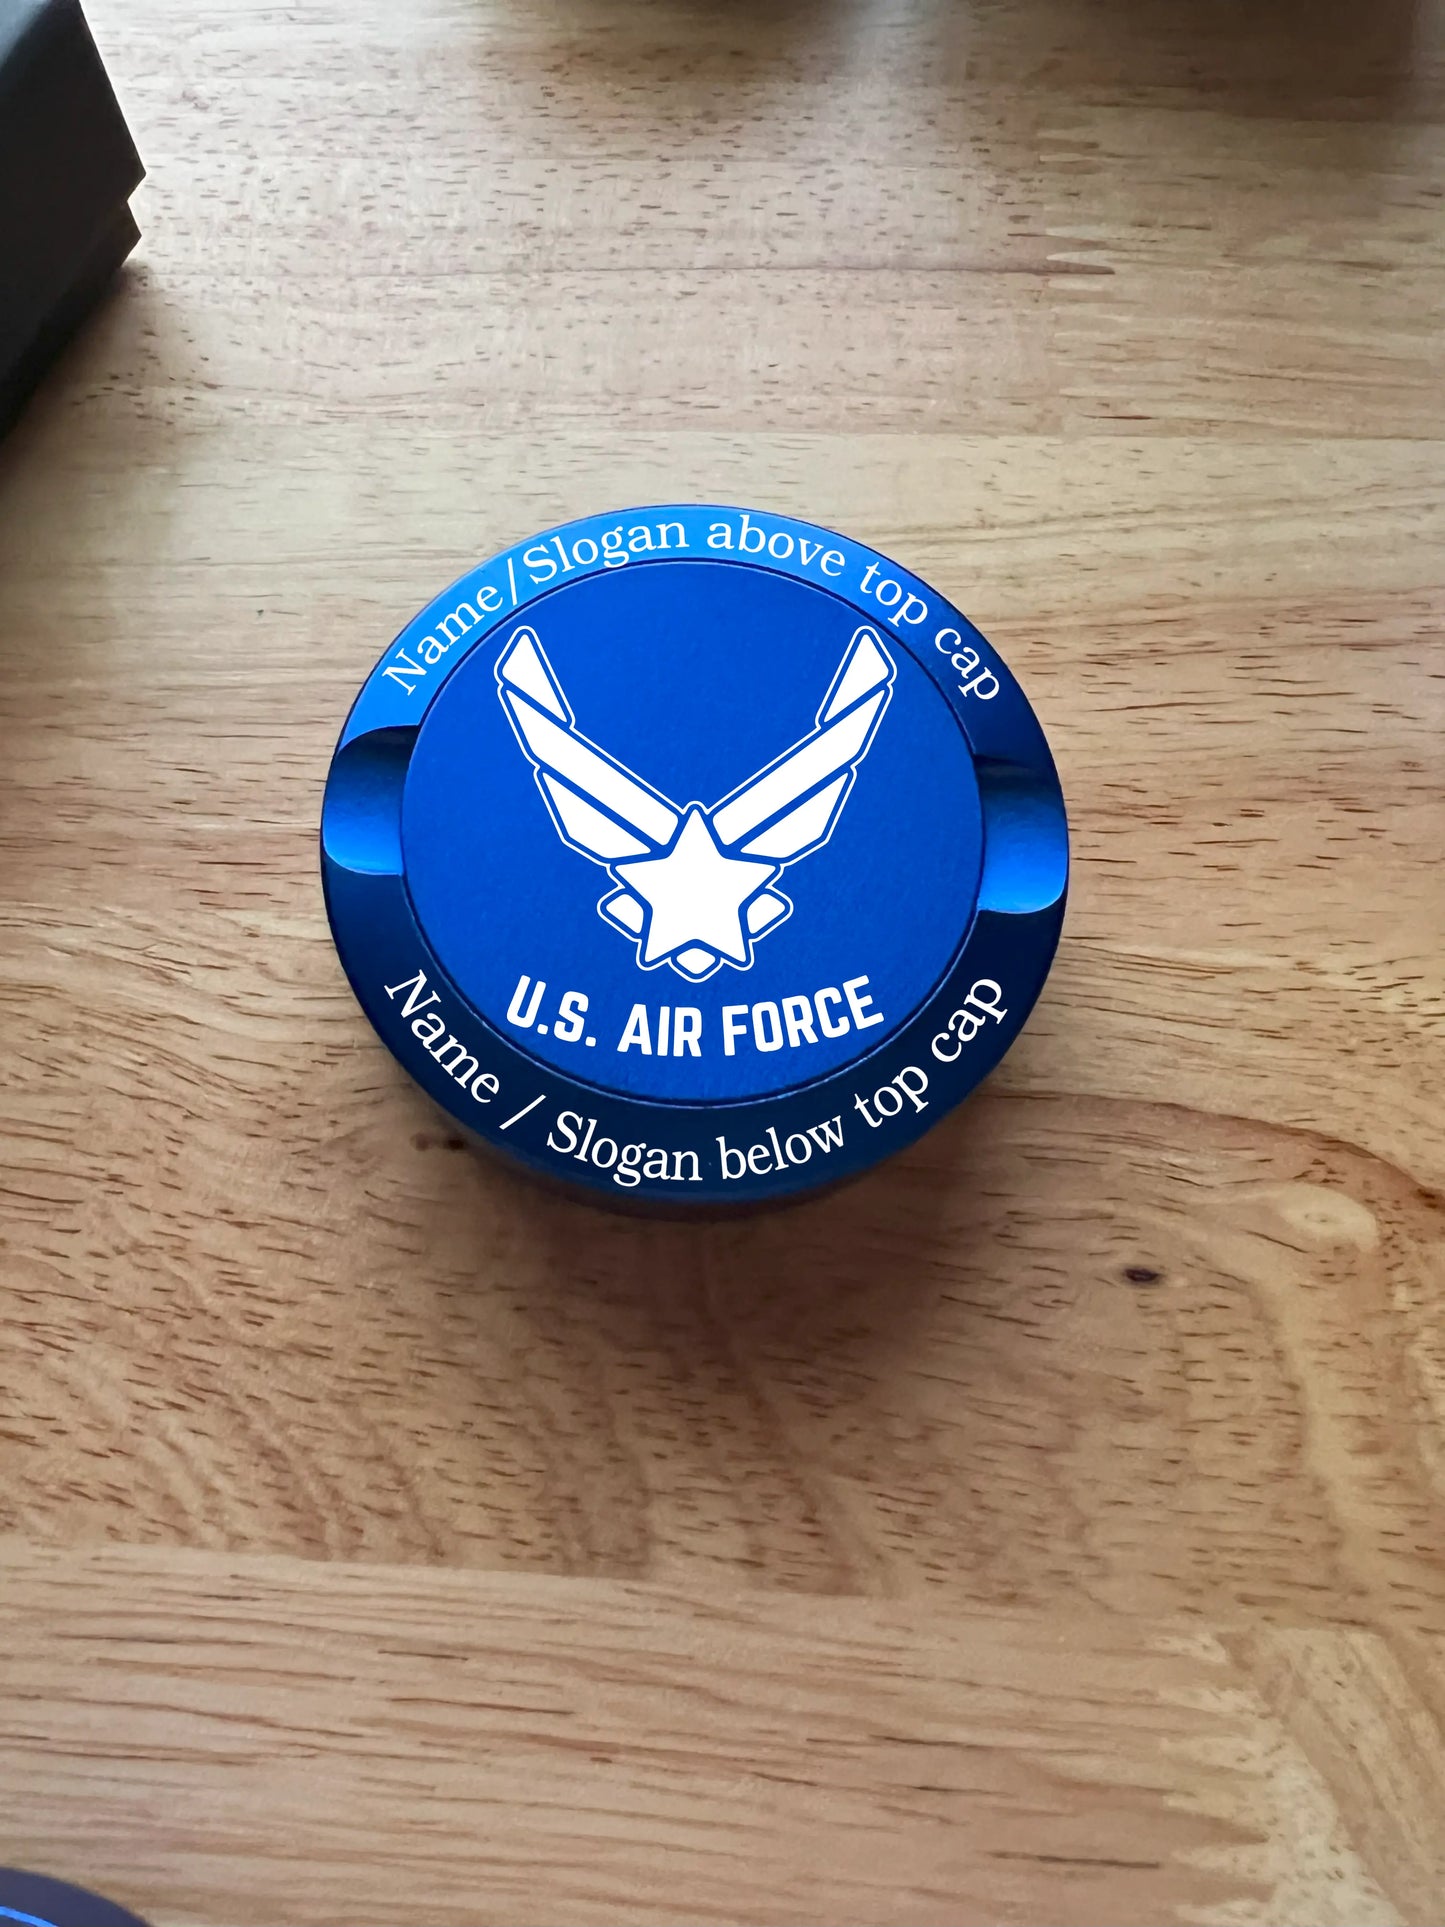 Name/Slogan above top cap
U.S. AIR FORCE
Name / Slogan below top cap